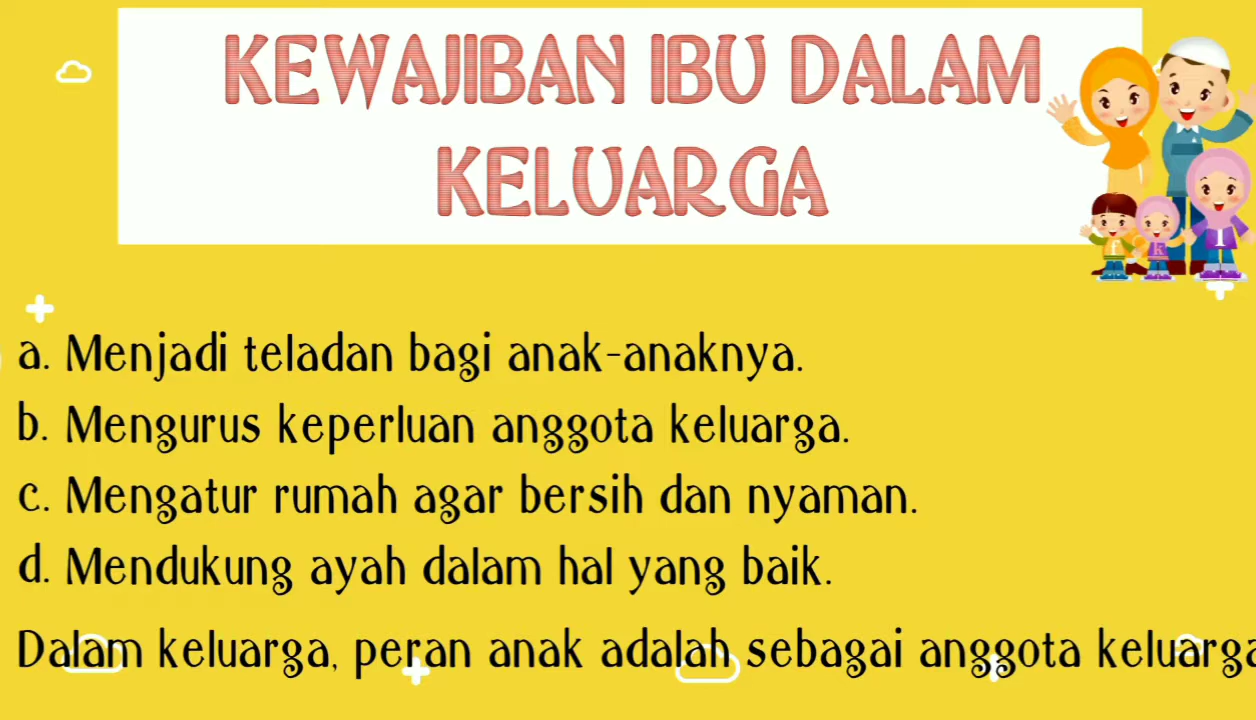 KEWAJIBAN IBU DALAM
KELUARGA
a. Menjadi teladan bagi anak-anaknya.
b. Mengurus keperluan anggota keluarga.
c. Mengatur rumah agar bersih dan nyaman.
d. Mendukung ayah dalam hal yang baik.
Dalam keluarga, peran anak adalah sebagai anggota keluarga
f k l